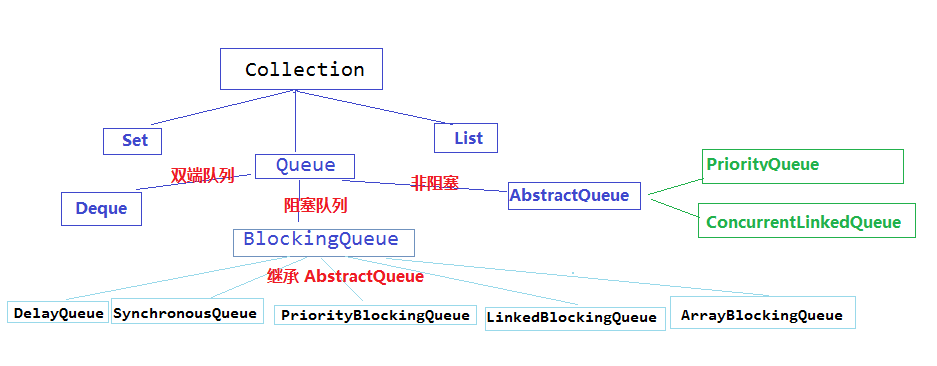 Collection
Set
List
Queue
双端队列
非阻塞
PriorityQueue
Deque
阻塞队列
AbstractQueue
ConcurrentLinkedQueue
BlockingQueue
继承 AbstractQueue
DelayQueue
SynchronousQueue
PriorityBlockingQueue
LinkedBlockingQueue
ArrayBlockingQueue